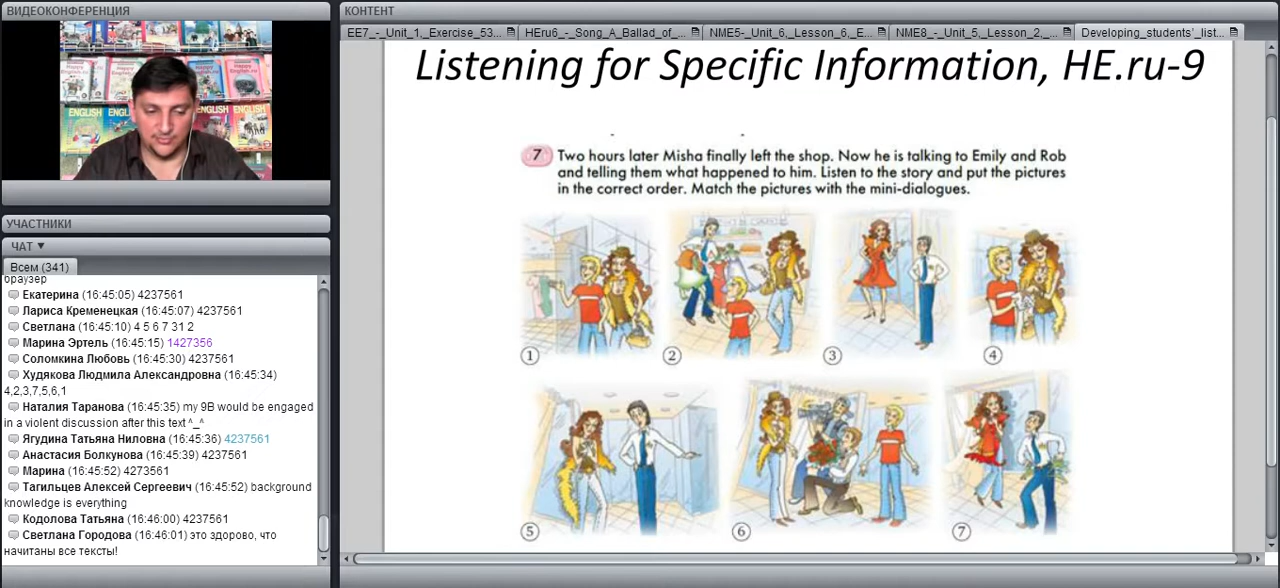 ВИДЕОКОНФЕРЕНЦИЯ
ENGLISH
ENGLISH
ENGLISH
УЧАСТНИКИ
ЧАТ ▼
Всем (341)
браузер
Екатерина (16:45:05) 4237561
Лариса Кременецкая (16:45:07) 4237561
Светлана (16:45:10) 4 5 6 7 31 2
Марина Эртель (16:45:15) 1427356
Соломкина Любовь (16:45:30) 4237561
Худякова Людмила Александровна (16:45:34)
4,2,3,7,5,6,1
Наталия Таранова (16:45:35) my 9B would be engaged
in a violent discussion after this text ^_^
Ягудина Татьяна Ниловна (16:45:36) 4237561
Анастасия Болкунова (16:45:39) 4237561
Марина (16:45:52) 4273561
Тагильцев Алексей Сергеевич (16:45:52) background
knowledge is everything
Кодолова Татьяна (16:46:00) 4237561
Светлана Городова (16:46:01) это здорово, что
начитаны все тексты!
КОНТЕНТ
EE7_-_Unit_1,_Exercise_53...
HEru6_-_Song_A_Ballad_of_...
NME5-_Unit_6,_Lesson_6,_E...
NME8_-_Unit_5,_Lesson_2,_...
Developing_students'_list...
Listening for Specific Information, HE.ru-9
7 Two hours later Misha finally left the shop. Now he is talking to Emily and Rob
and telling them what happened to him. Listen to the story and put the pictures
in the correct order. Match the pictures with the mini-dialogues.
1
2
3
4
5
6
7